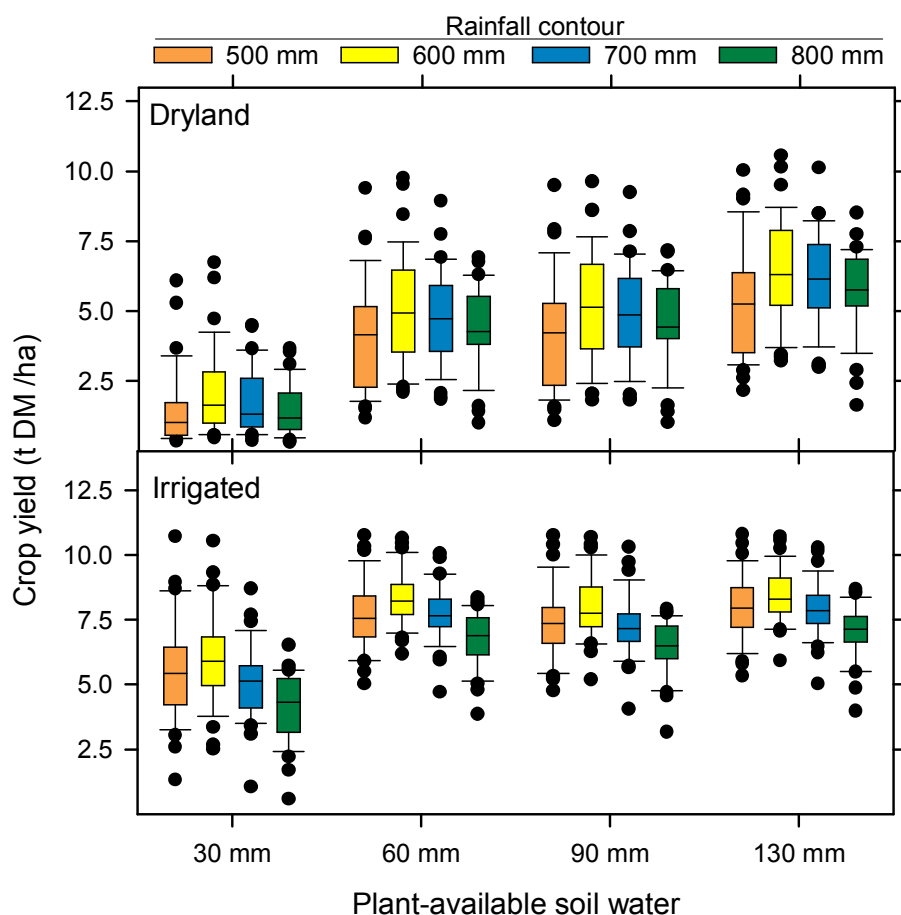 Rainfall contour
500 mm 600 mm 700 mm 800 mm
12.5
Dryland
10.0
7.5
5.0
2.5
Crop yield (t DM /ha)
12.5
Irrigated
10.0
7.5
5.0
2.5
30 mm 60 mm 90 mm 130 mm
Plant-available soil water